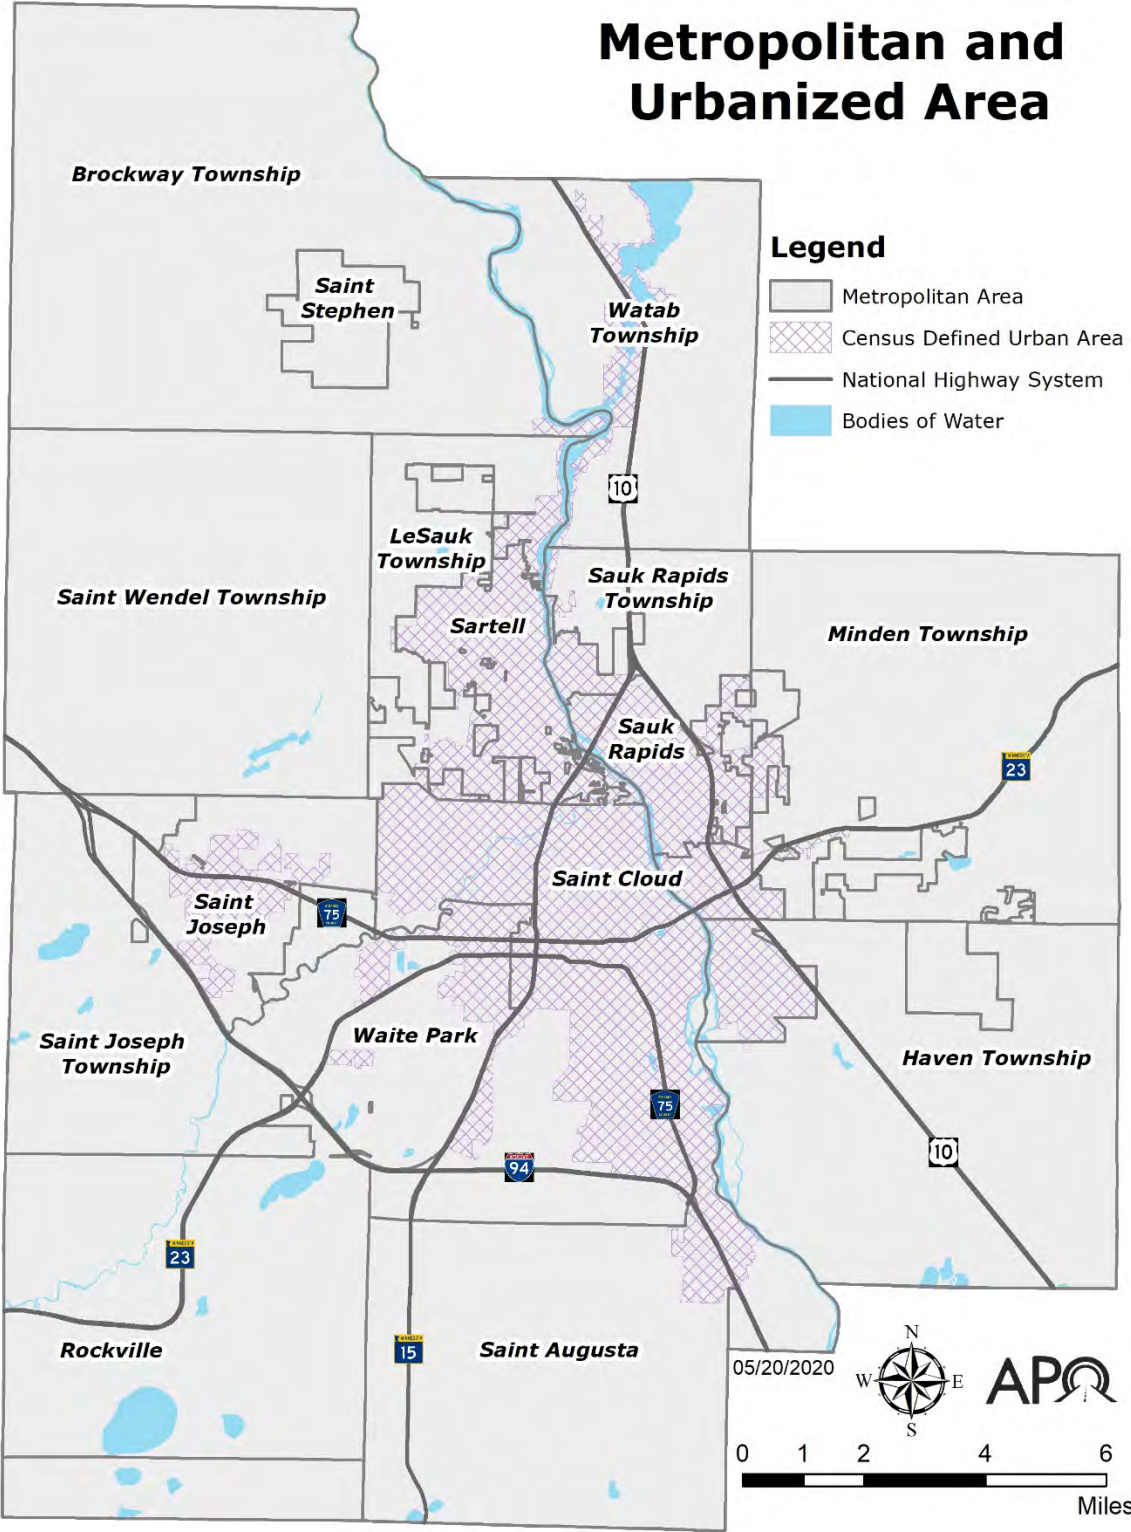 Metropolitan and
Urbanized Area
Brockway Township
Legend
Saint
Stephen
Metropolitan Area
Watab
Township
Census Defined Urban Area
National Highway System
Bodies of Water
10
LeSauk
Township
Sauk Rapids
Township
Saint Wendel Township
Sartell
Minden Township
Sauk
Rapids
23
Saint Cloud
Saint
Joseph
75
Waite Park
Saint Joseph
Township
Haven Township
75
10
94
23
15
Rockville
Saint Augusta
05/20/2020
N
W
E
S
APO
0 1 2 4 6
Miles